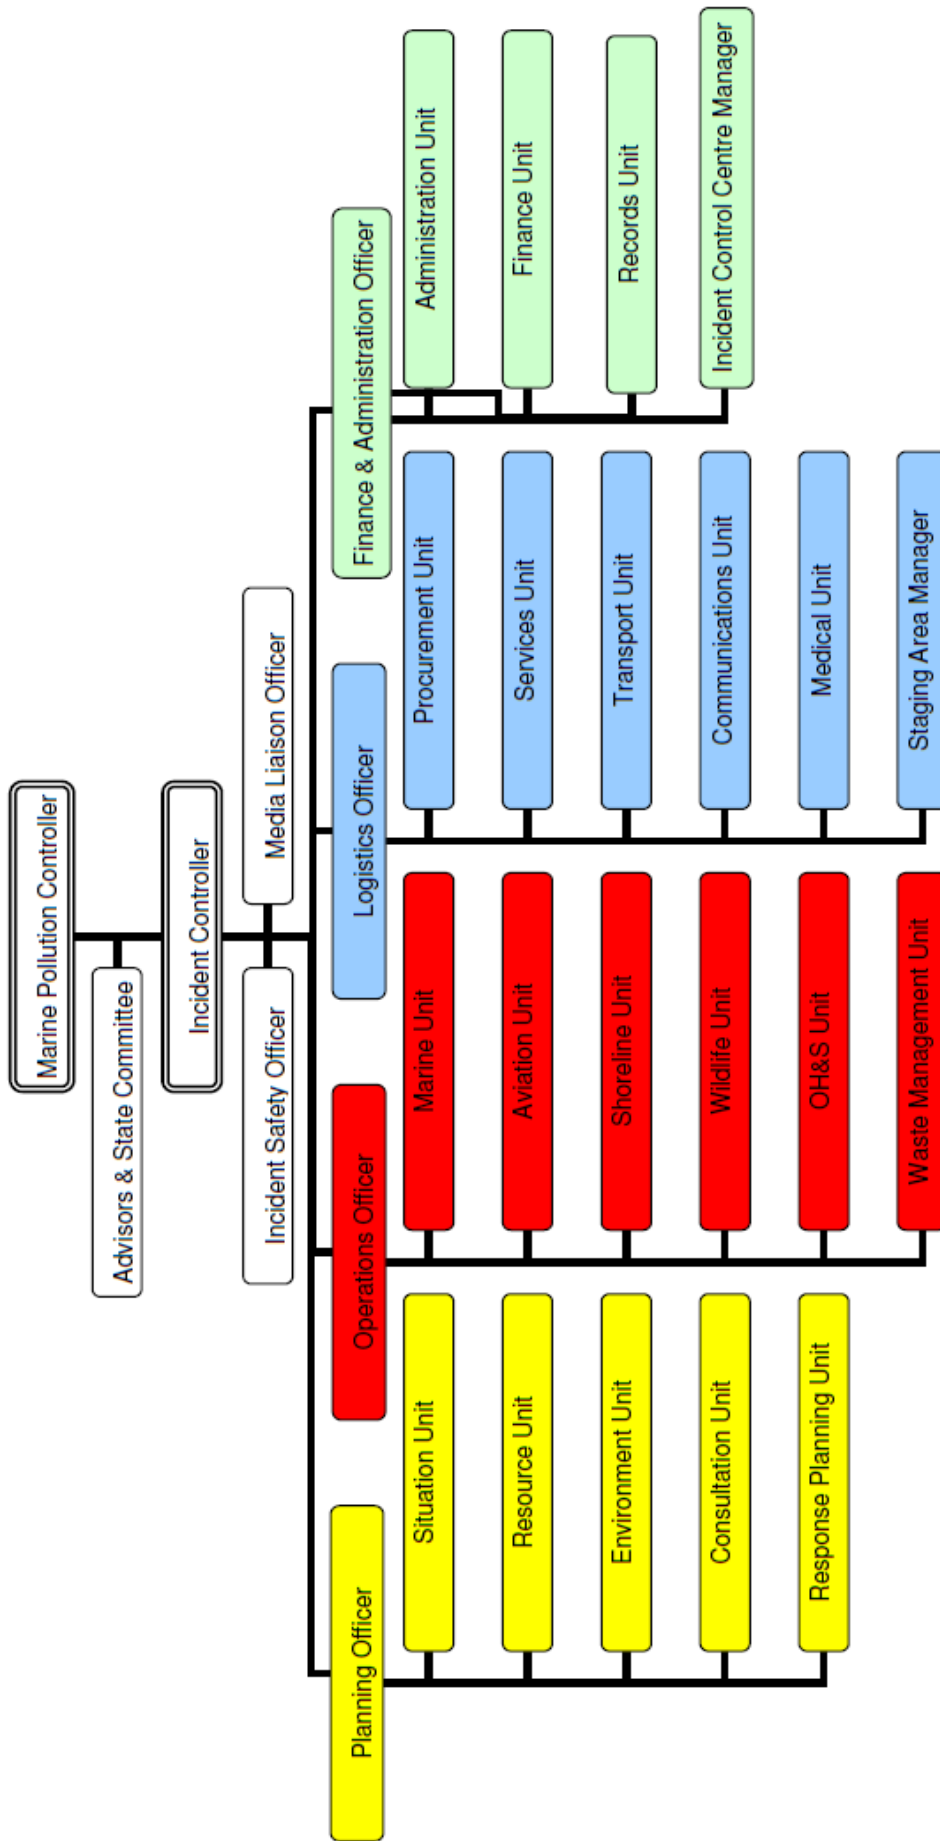 Marine Pollution Controller
Advisors & State Committee
Incident Controller
Incident Safety Officer
Media Liaison Officer
Planning Officer
Operations Officer
Logistics Officer
Finance & Administration Officer
Situation Unit
Marine Unit
Procurement Unit
Administration Unit
Resource Unit
Aviation Unit
Services Unit
Finance Unit
Environment Unit
Shoreline Unit
Transport Unit
Records Unit
Consultation Unit
Wildlife Unit
Communications Unit
Incident Control Centre Manager
Response Planning Unit
OH&S Unit
Medical Unit
Waste Management Unit
Staging Area Manager